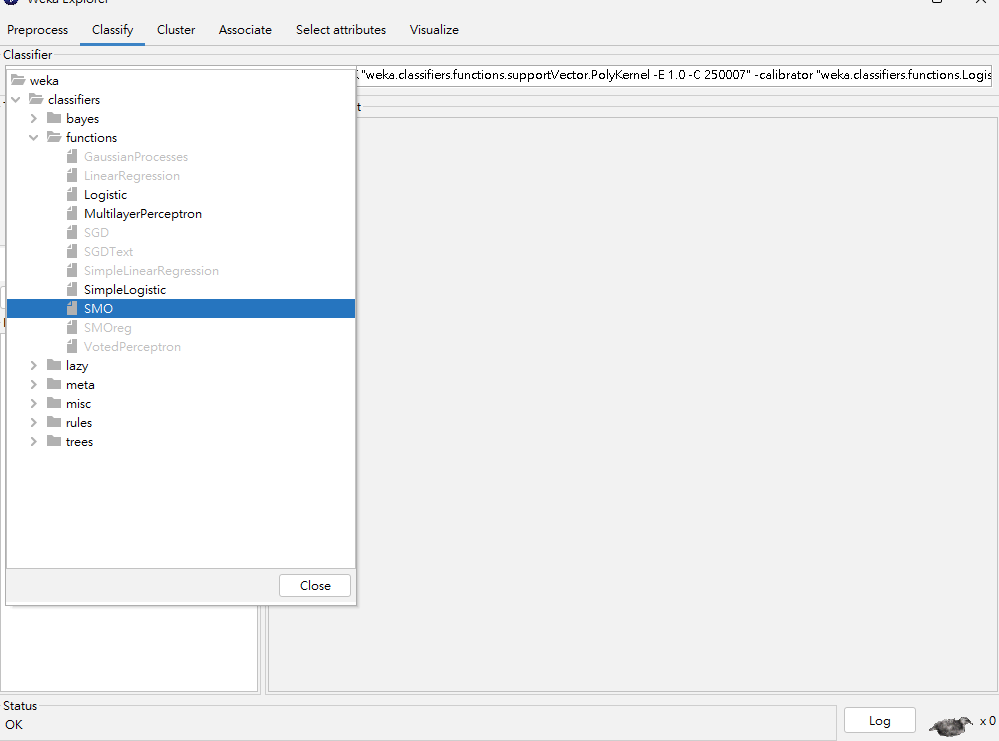 Weka Explorer
Preprocess Classify Cluster Associate Select attributes Visualize
Classifier
"weka.classifiers.functions.supportVector.PolyKernel -E 1.0 -C 250007" -calibrator "weka.classifiers.functions.Logis
weka
classifiers
bayes
functions
GaussianProcesses
LinearRegression
Logistic
MultilayerPerceptron
SGD
SGDText
SimpleLinearRegression
SimpleLogistic
SMO
SMOreg
VotedPerceptron
lazy
meta
misc
rules
trees
Close
Status
OK
Log
x 0